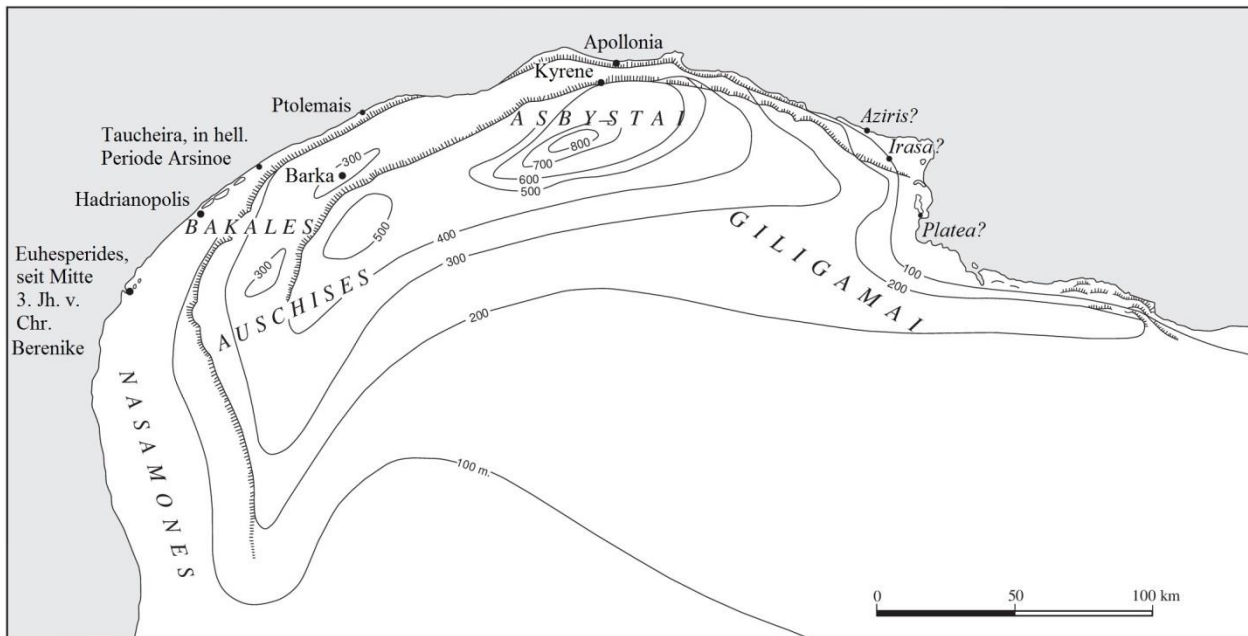 Apollonia
Kyrene
Ptolemais
ASBYSTAI
Aziris?
Taucheira, in hell.
Periode Arsinoe
Irasa?
300
800
700
600
500
Barka
Hadrianopolis
BAKALES
500
400
GILIGAMAI
Platea?
Euhesperides,
seit Mitte
3. Jh. v.
Chr.
Berenike
300
300
100
200
AUSCHISES
200
NASAMONES
100 m.
0 50 100 km